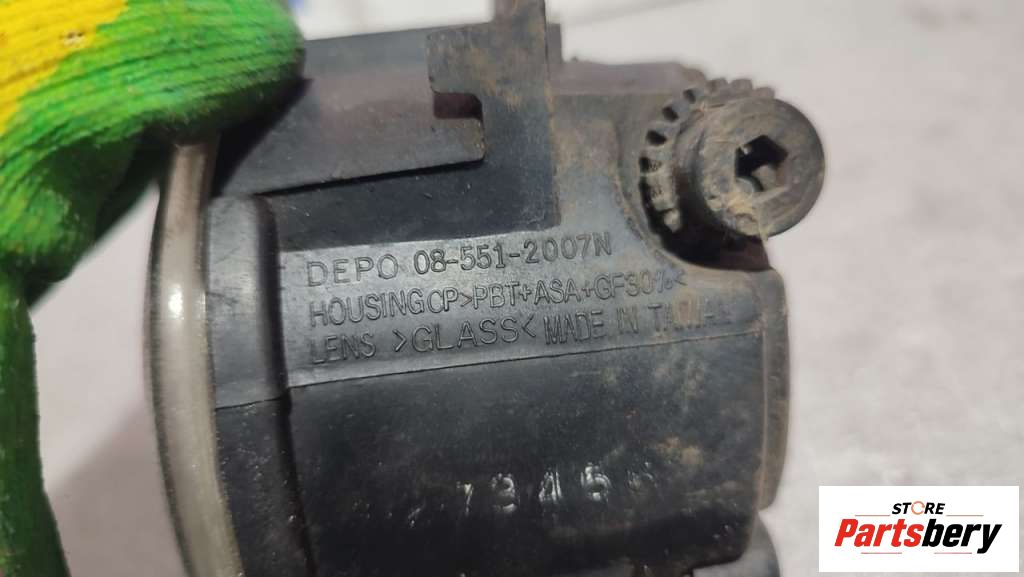 DEPO 08-551-2007N
HOUSING CP>PBT+ASA+GF30%<
LENS >GLASS< MADE IN TAIWAN
STORE
Partsbery